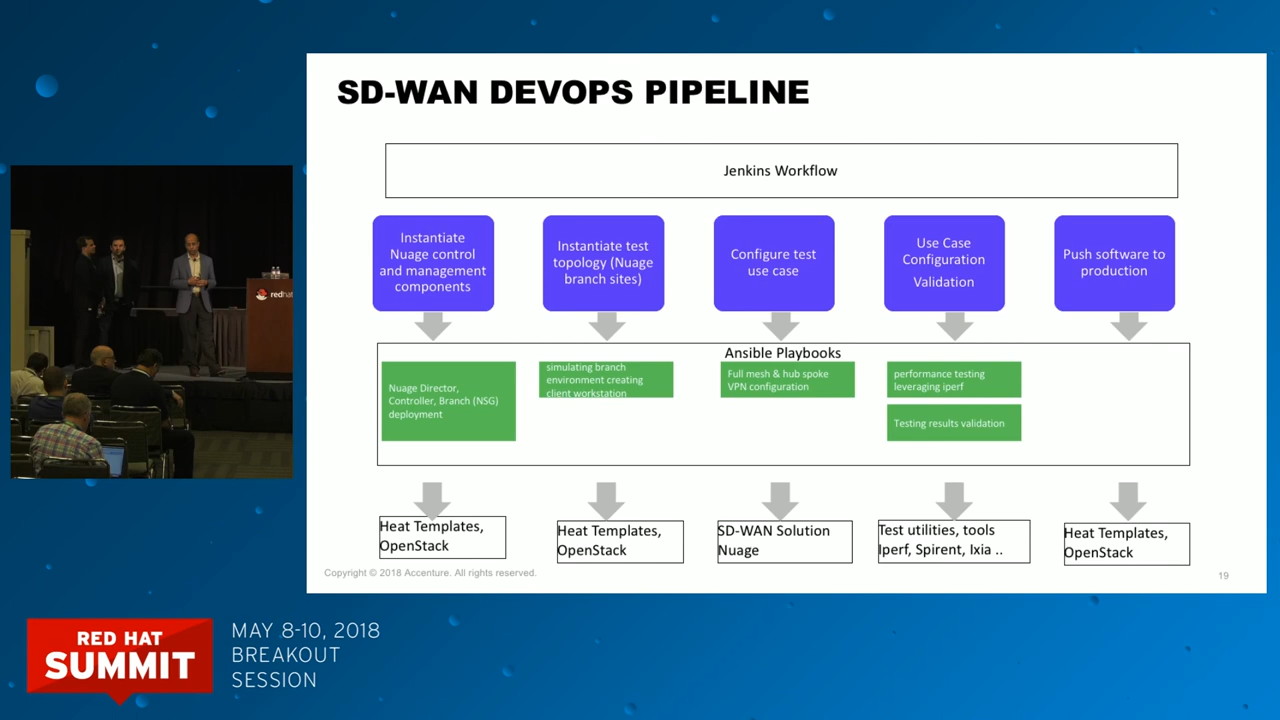 SD-WAN DEVOPS PIPELINE
Jenkins Workflow
Instantiate
Nuage control
and management
components
Instantiate test
topology (Nuage
branch sites)
Configure test
use case
Use Case
Configuration
Validation
Push software to
production
Ansible Playbooks
Nuage Director,
Controller, Branch (NSG)
deployment
simulating branch
environment creating
client workstation
Full mesh & hub spoke
VPN configuration
performance testing
leveraging iperf
Testing results validation
Heat Templates,
OpenStack
Heat Templates,
OpenStack
SD-WAN Solution
Nuage
Test utilities, tools
Iperf, Spirent, Ixia ..
Heat Templates,
OpenStack
Copyright © 2018 Accenture. All rights reserved.
19
redhat
RED HAT
SUMMIT
MAY 8-10, 2018
BREAKOUT
SESSION